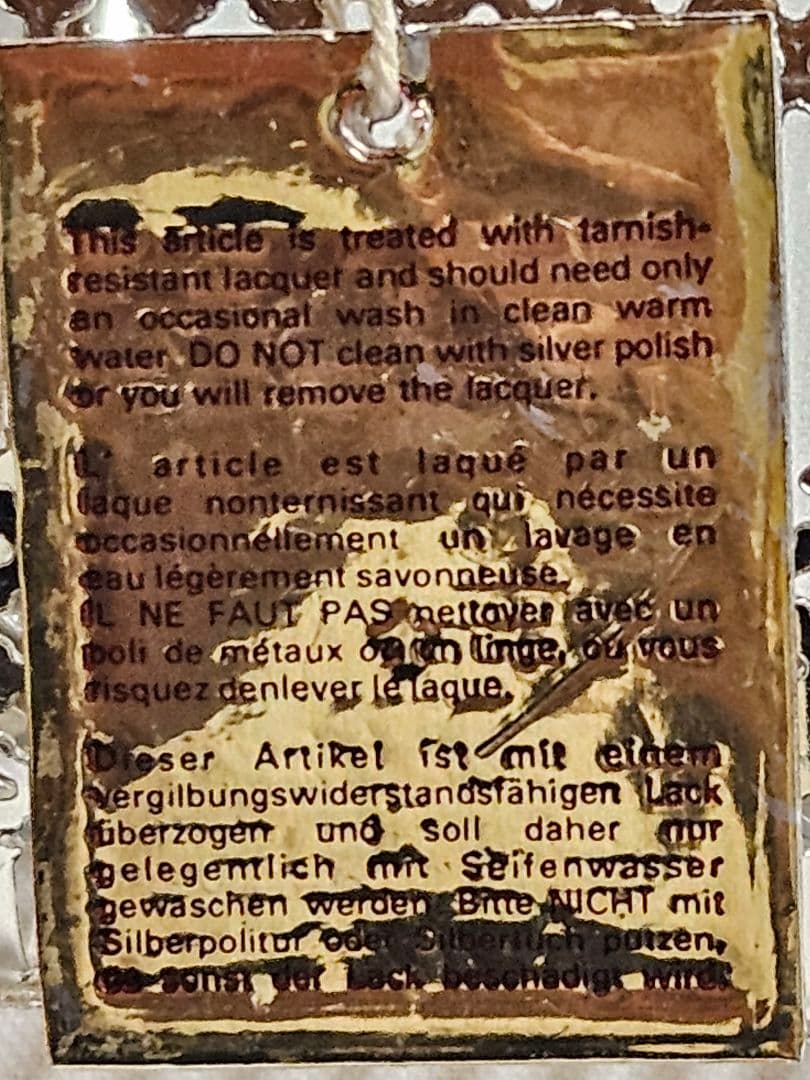 This article is treated with tarnish-
resistant lacquer and should need only
an occasional wash in clean warm
water. DO NOT clean with silver polish
or you will remove the lacquer.
L' article est laqué par un
laque nonternissant qui nécessite
occasionnéllement un lavage en
eau légèrement savonneuse.
IL NE FAUT PAS nettoyer avec un
poli de métaux ou un linge, ou vous
risquez denlever le laque.
Dieser Artikel ist mit einem
vergilbungswiderstandsfähigen Lack
überzogen und soll daher nur
gelegentlich mit Seifenwasser
gewaschen werden Bitte NICHT mit
Silberpolitur oder Silbertuch putzen,
da sonst der Lack beschädigt wird.